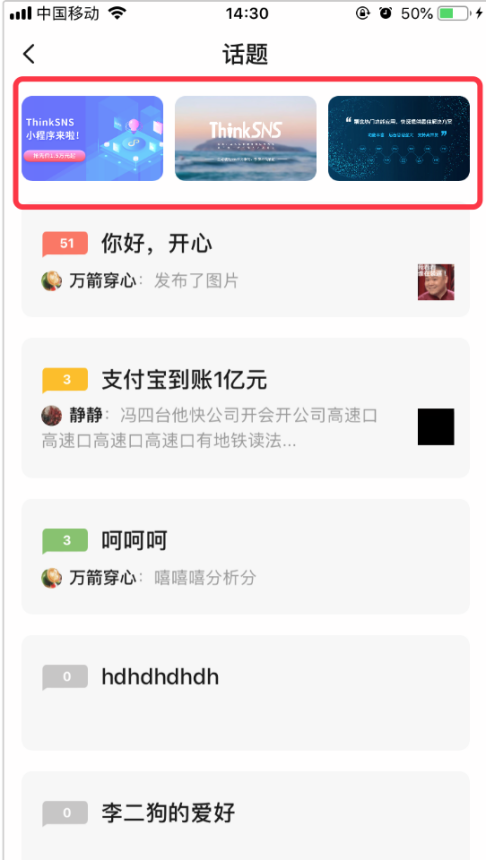 中国移动 14:30 50%
话题
ThinkSNS
小程序来啦!
ThinkSNS
51 你好，开心
万箭穿心：发布了图片
3 支付宝到账1亿元
静静：冯四台他快公司开会开公司高速口
高速口高速口高速口有地铁读法...
3 呵呵呵
万箭穿心：嘻嘻嘻分析分
0 hdhdhdhdh
0 李二狗的爱好